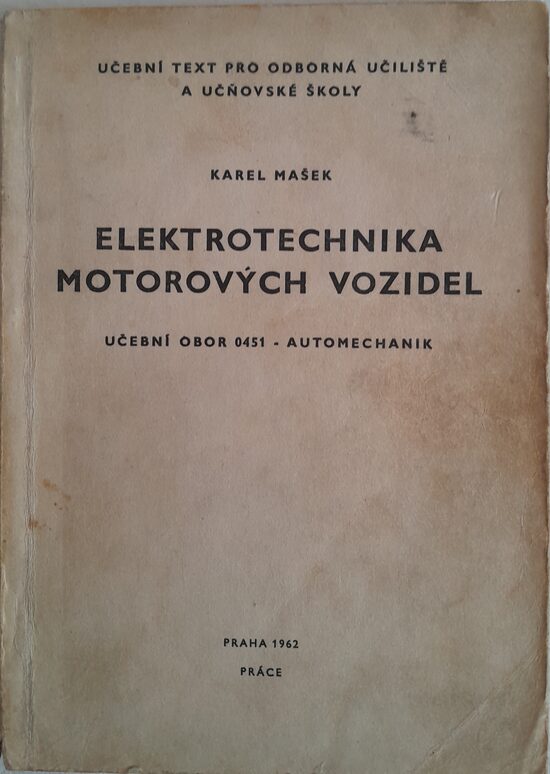 UČEBNÍ TEXT PRO ODBORNÁ UČILIŠTĚ
A UČŇOVSKÉ ŠKOLY
KAREL MAŠEK
ELEKTROTECHNIKA
MOTOROVÝCH VOZIDEL
UČEBNÍ OBOR 0451 - AUTOMECHANIK
PRAHA 1962
PRÁCE